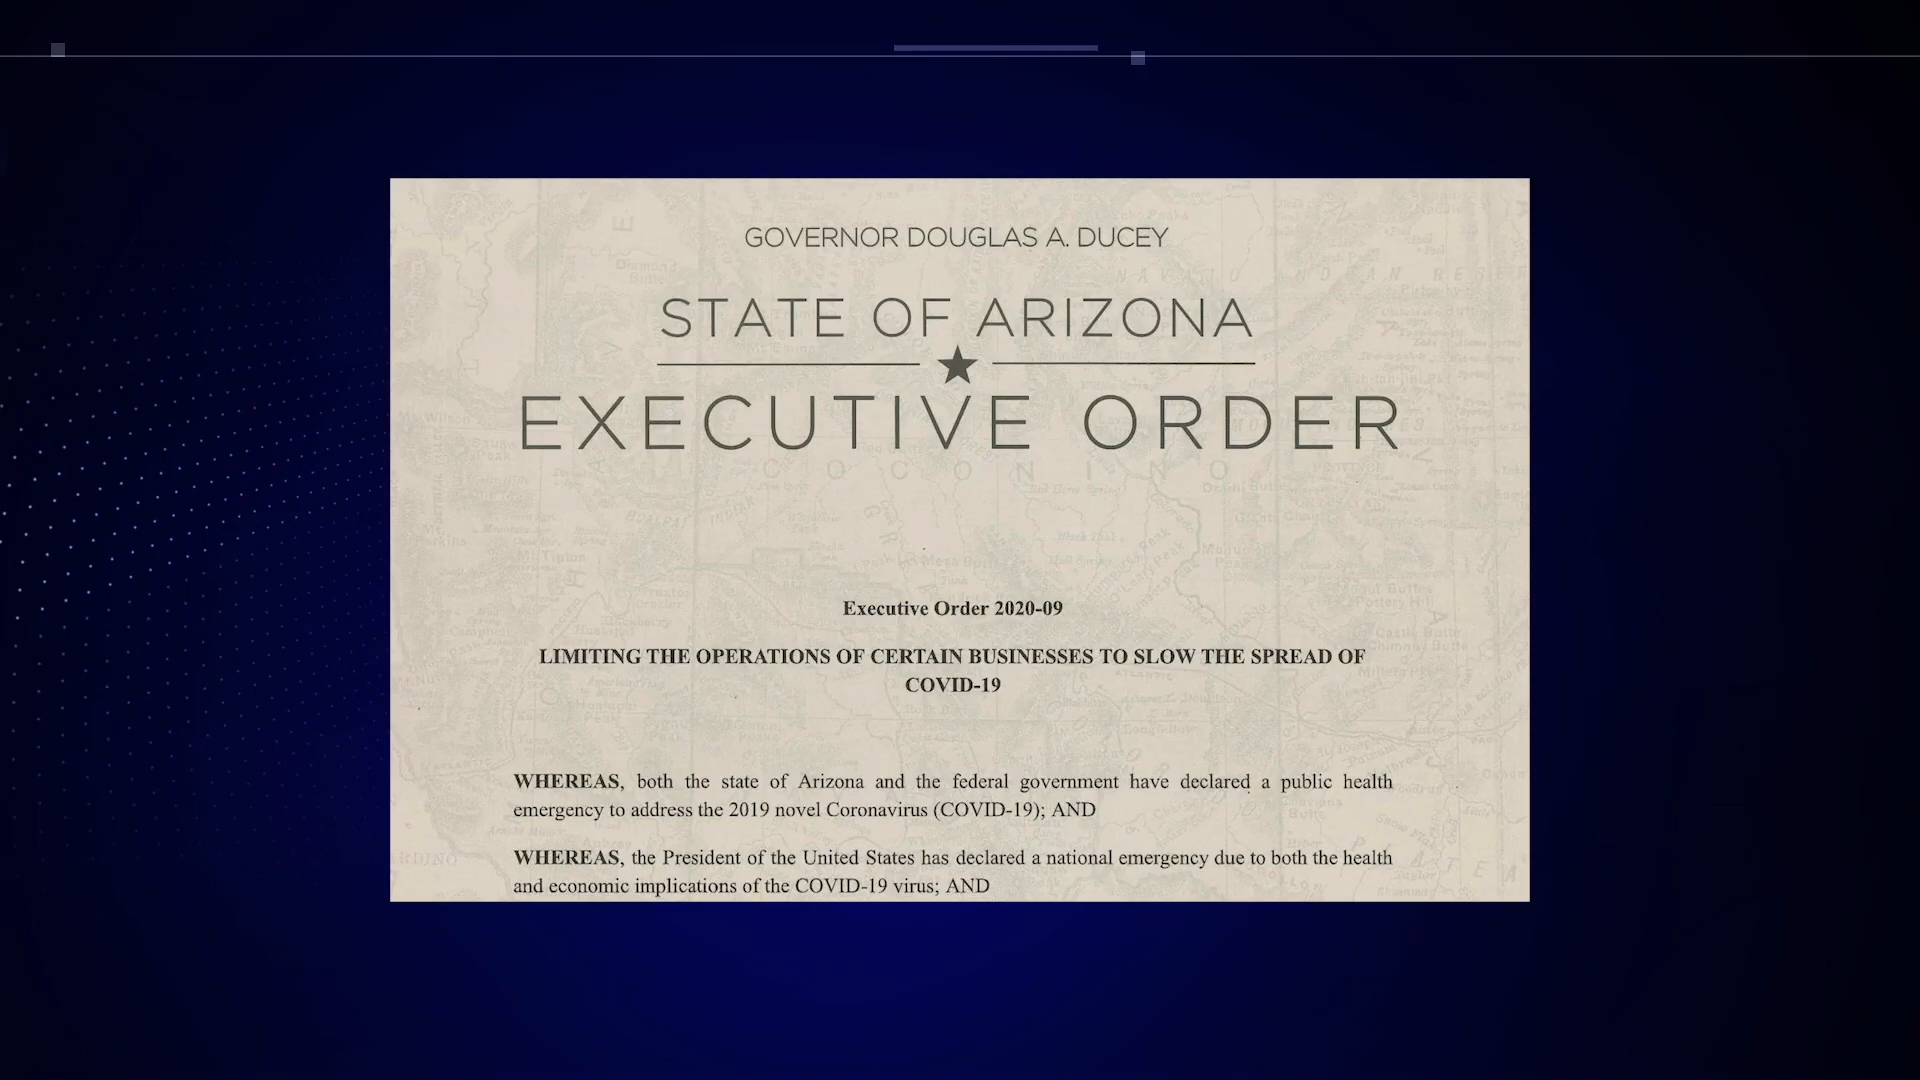 GOVERNOR DOUGLAS A. DUCEY
STATE OF ARIZONA
EXECUTIVE ORDER
Executive Order 2020-09
LIMITING THE OPERATIONS OF CERTAIN BUSINESSES TO SLOW THE SPREAD OF
COVID-19
WHEREAS, both the state of Arizona and the federal government have declared a public health
emergency to address the 2019 novel Coronavirus (COVID-19); AND
WHEREAS, the President of the United States has declared a national emergency due to both the health
and economic implications of the COVID-19 virus; AND